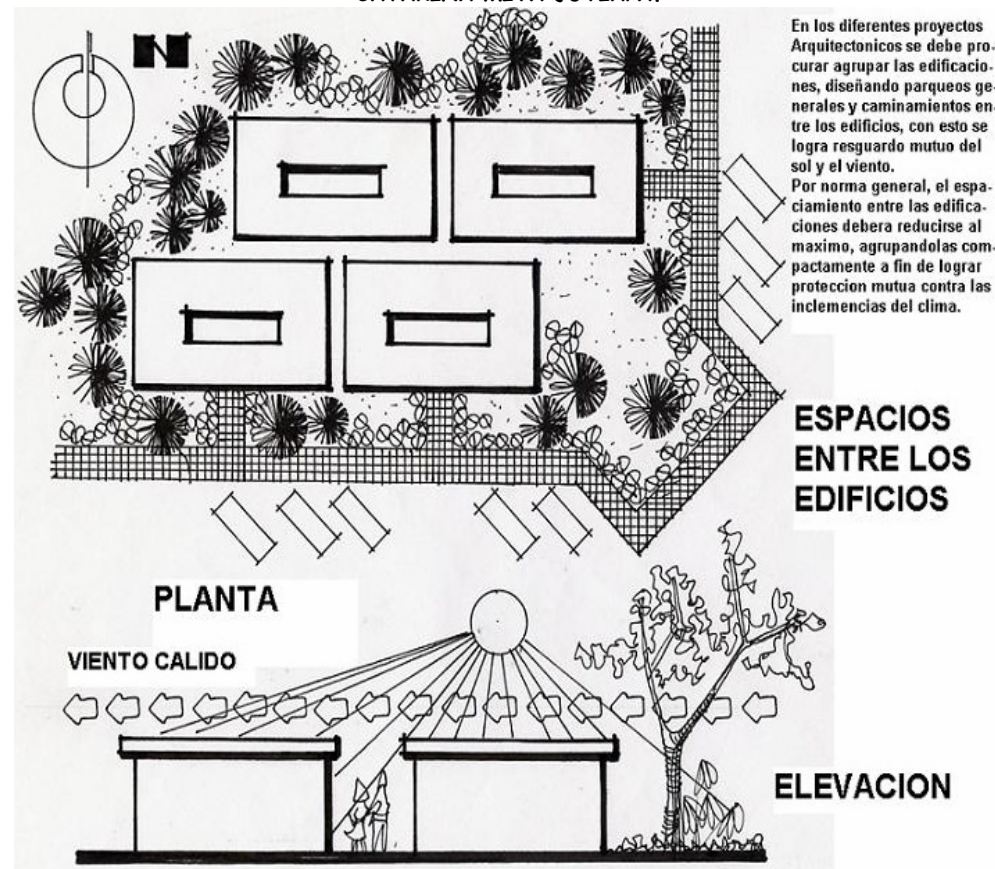 N
En los diferentes proyectos
Arquitectonicos se debe pro-
curar agrupar las edificacio-
nes, diseñando parqueos ge-
nerales y caminamientos en-
tre los edificios, con esto se
logra resguardo mutuo del
sol y el viento.
Por norma general, el espa-
ciamiento entre las edifica-
ciones debera reducirse al
maximo, agrupandolas com-
pactamente a fin de lograr
proteccion mutua contra las
inclemencias del clima.
ESPACIOS
ENTRE LOS
EDIFICIOS
PLANTA
VIENTO CALIDO
ELEVACION